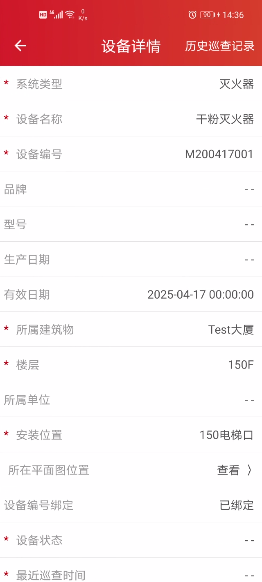 HD 4G 0 K/s 14:36
← 设备详情 历史巡查记录
* 系统类型 灭火器
* 设备名称 干粉灭火器
* 设备编号 M200417001
品牌 --
型号 --
生产日期 --
有效日期 2025-04-17 00:00:00
* 所属建筑物 Test大厦
* 楼层 150F
所属单位 --
* 安装位置 150电梯口
所在平面图位置 查看 〉
设备编号绑定 已绑定
* 设备状态 --
* 最近巡查时间 --